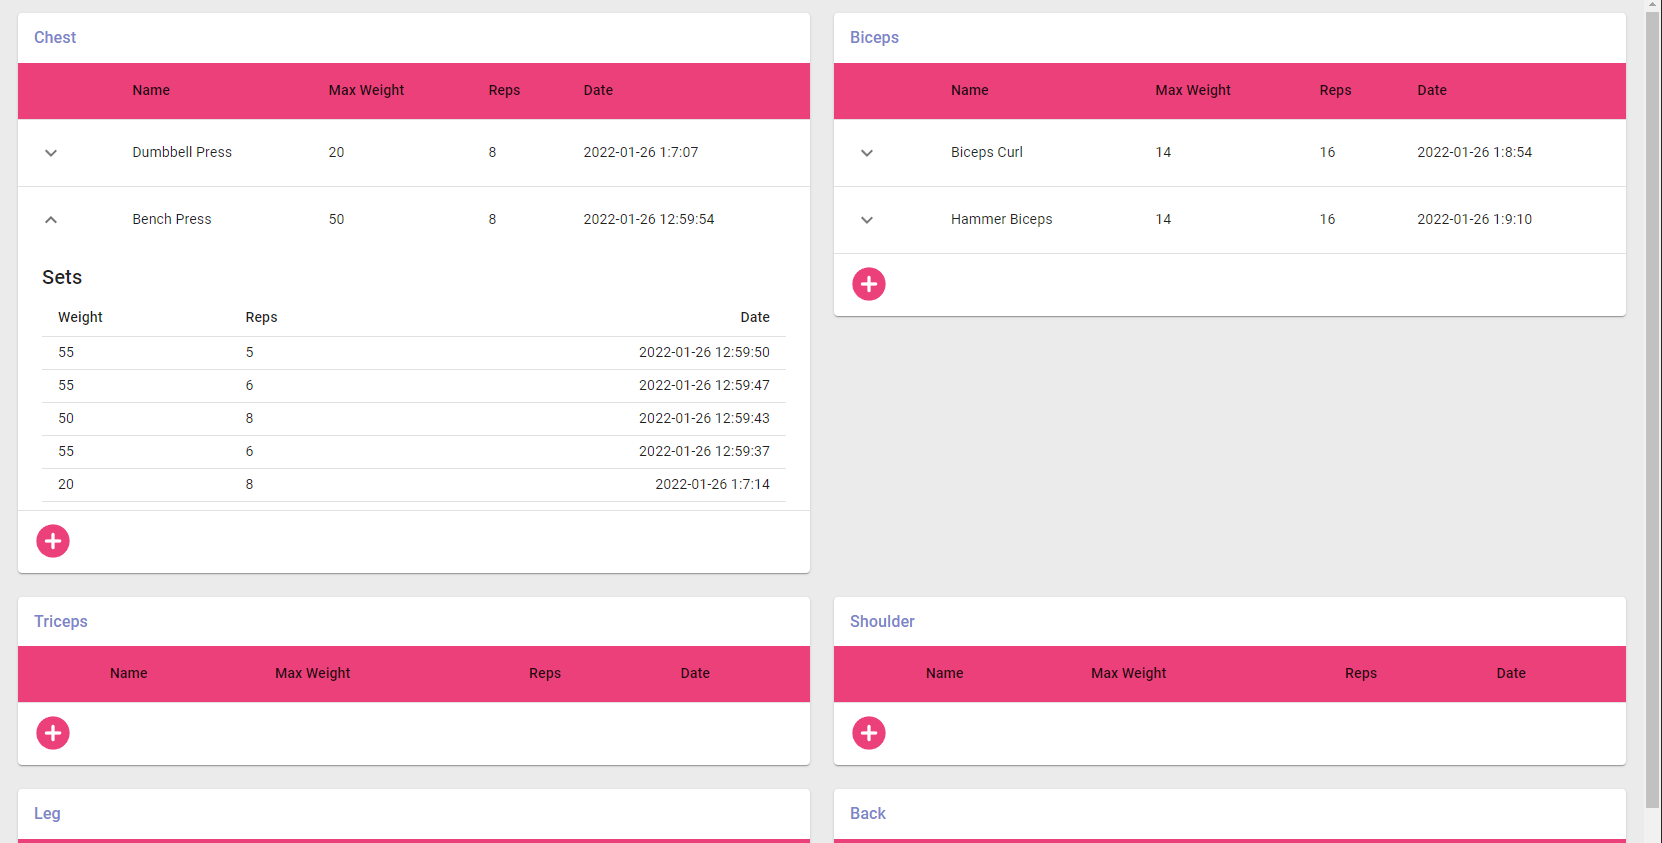 Chest
Name Max Weight Reps Date
Dumbbell Press 20 8 2022-01-26 1:7:07
Bench Press 50 8 2022-01-26 12:59:54
Sets
Weight Reps Date
55 5 2022-01-26 12:59:50
55 6 2022-01-26 12:59:47
50 8 2022-01-26 12:59:43
55 6 2022-01-26 12:59:37
20 8 2022-01-26 1:7:14
Biceps
Name Max Weight Reps Date
Biceps Curl 14 16 2022-01-26 1:8:54
Hammer Biceps 14 16 2022-01-26 1:9:10
Triceps
Name Max Weight Reps Date
Shoulder
Name Max Weight Reps Date
Leg
Back